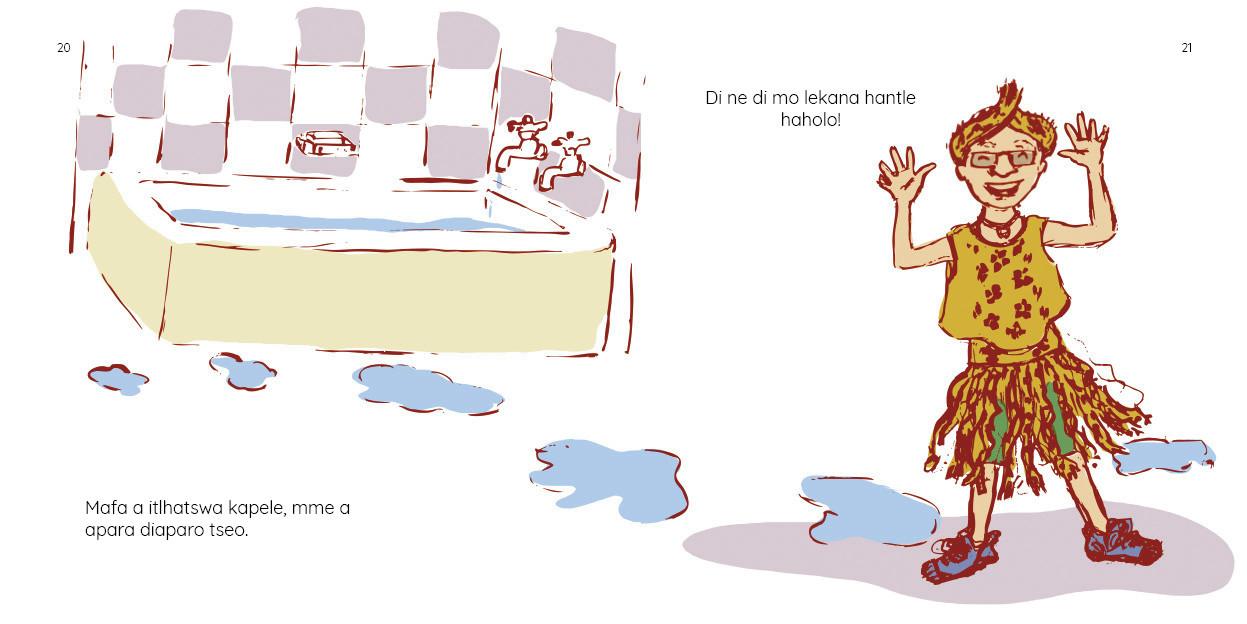 20
Mafa a itlhatswa kapele, mme a
apara diaparo tseo.
21
Di ne di mo lekana hantle
haholo!